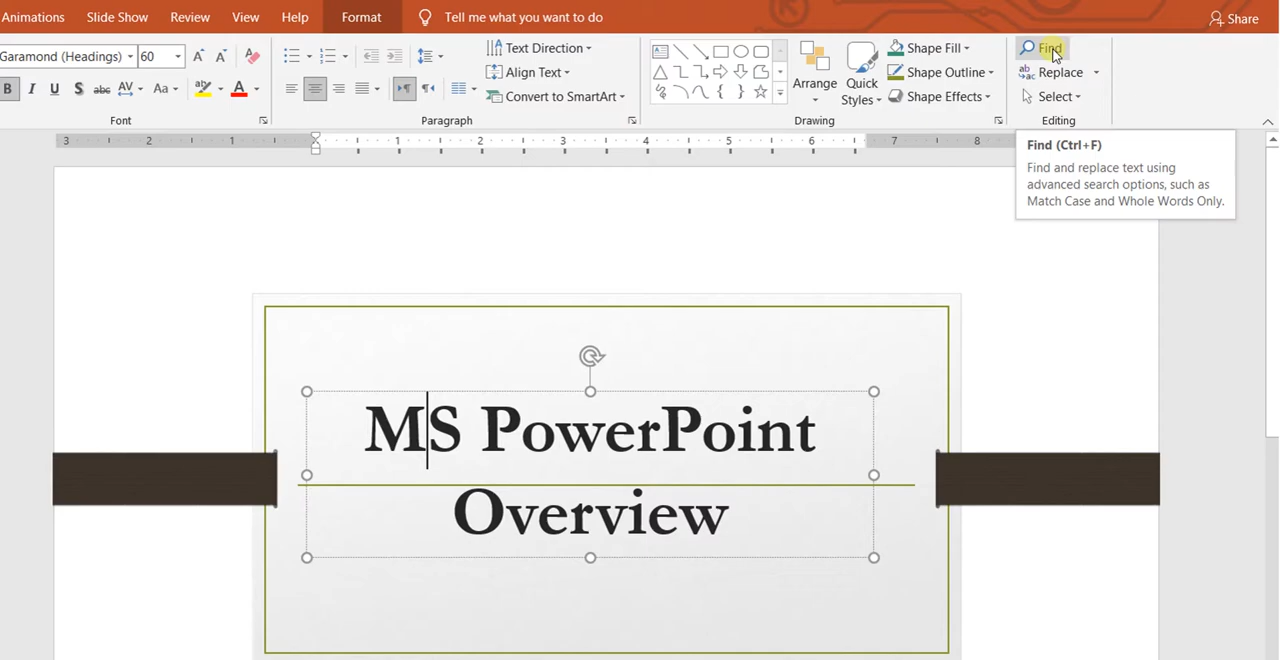 Animations Slide Show Review View Help Format Tell me what you want to do Share
Garamond (Headings) 60 Text Direction Shape Fill Find
Align Text Arrange Quick Styles Shape Outline Replace
B I U S abc AV Aa A Convert to SmartArt Shape Effects Select
Font Paragraph Drawing Editing
3 2 1 1 2 3 4 5 6 7 8
Find (Ctrl+F)
Find and replace text using
advanced search options, such as
Match Case and Whole Words Only.
MS PowerPoint
Overview